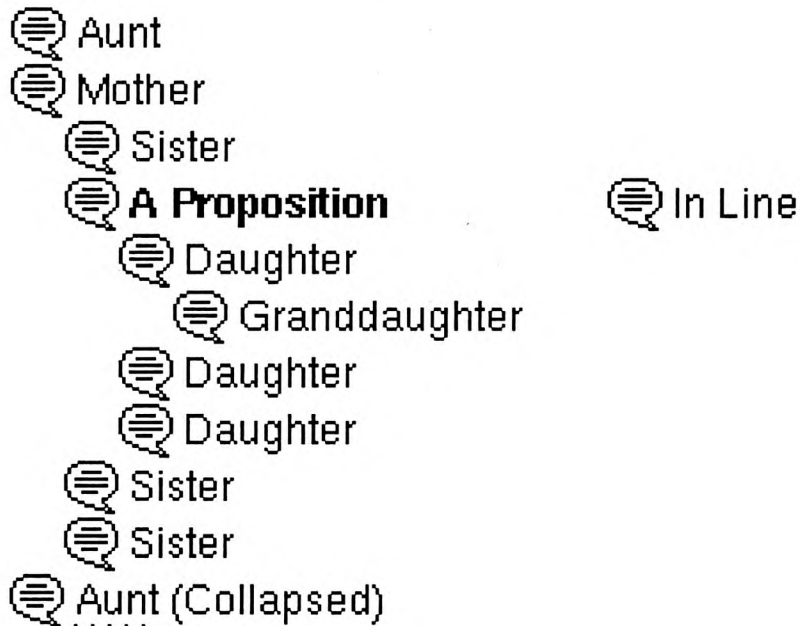 Aunt
Mother
Sister
A Proposition In Line
Daughter
Granddaughter
Daughter
Daughter
Sister
Sister
Aunt (Collapsed)